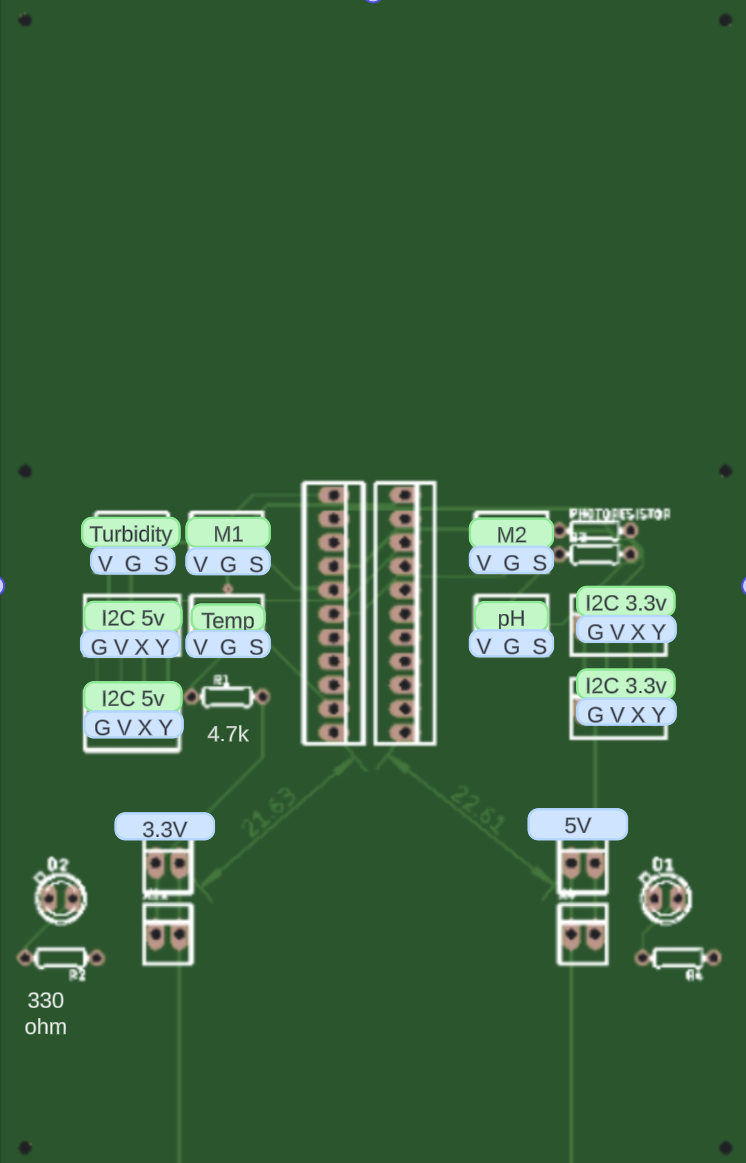 Turbidity
V G S
M1
V G S
M2
V G S
PHOTORESISTOR
I2C 5v
G V X Y
Temp
V G S
pH
V G S
I2C 3.3v
G V X Y
I2C 5v
G V X Y
R1
4.7k
I2C 3.3v
G V X Y
21.63
22.61
3.3V
5V
D2
D1
R2
R4
330
ohm